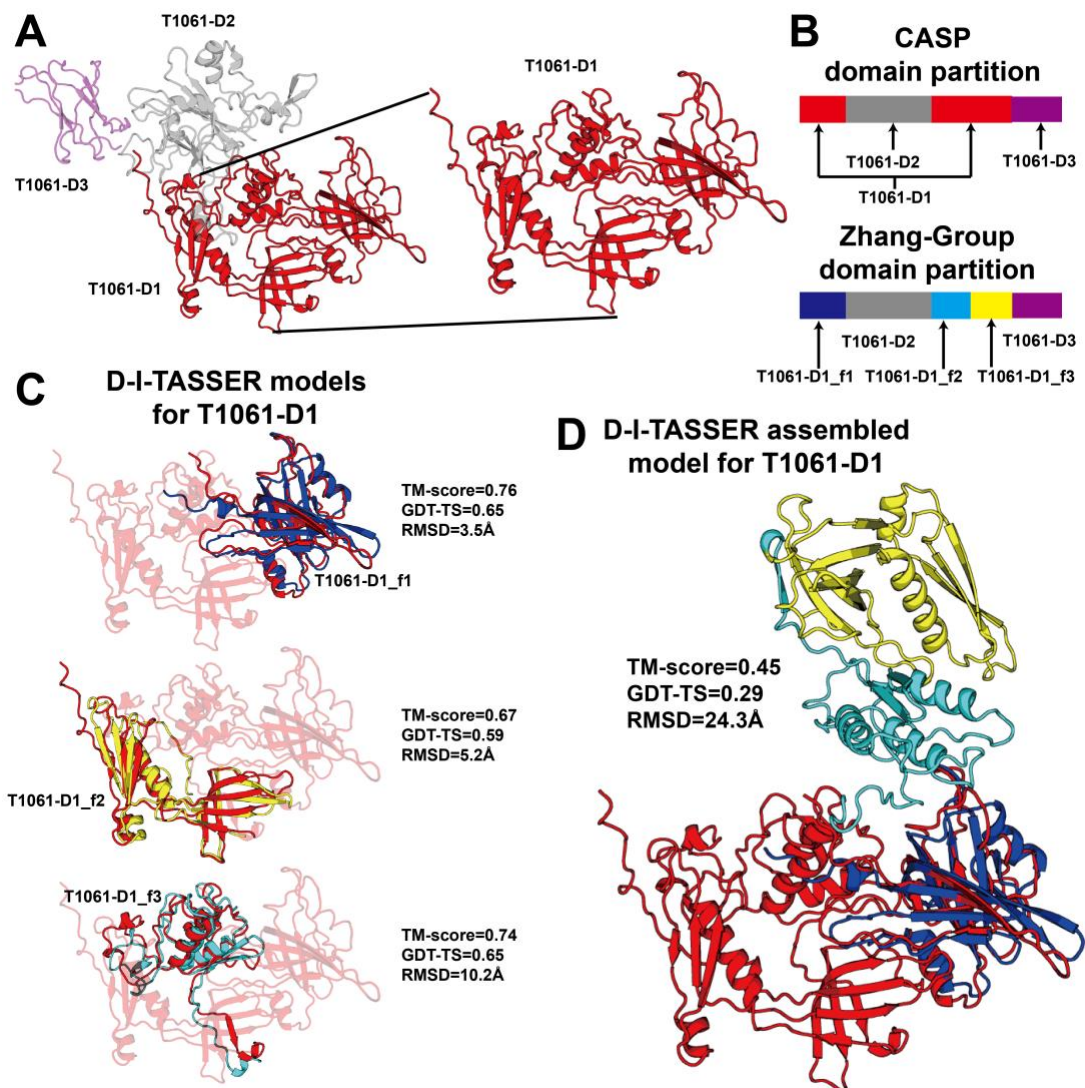 A
T1061-D2
T1061-D1
T1061-D3
T1061-D1
B
CASP
domain partition
T1061-D2
T1061-D3
T1061-D1
Zhang-Group
domain partition
T1061-D2
T1061-D3
T1061-D1_f1
T1061-D1_f2
T1061-D1_f3
C
D-I-TASSER models
for T1061-D1
TM-score=0.76
GDT-TS=0.65
RMSD=3.5Å
T1061-D1_f1
TM-score=0.67
GDT-TS=0.59
RMSD=5.2Å
T1061-D1_f2
T1061-D1_f3
TM-score=0.74
GDT-TS=0.65
RMSD=10.2Å
D
D-I-TASSER assembled
model for T1061-D1
TM-score=0.45
GDT-TS=0.29
RMSD=24.3Å